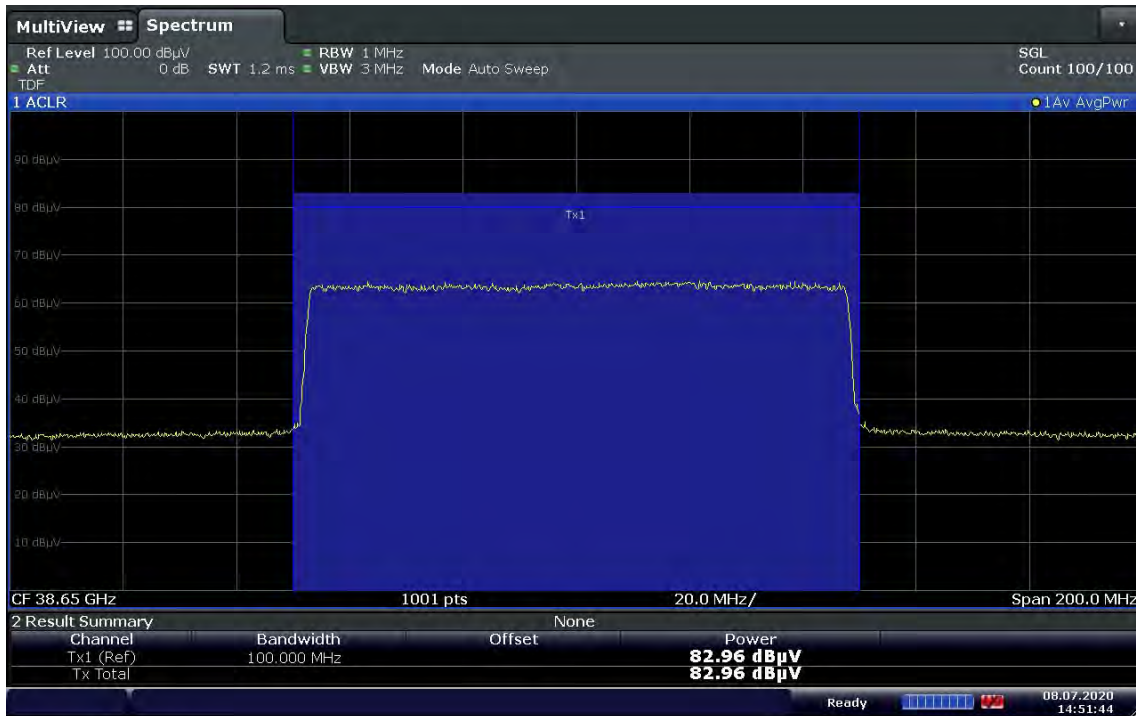 MultiView Spectrum
Ref Level 100.00 dBµV RBW 1 MHz SGL
Att 0 dB SWT 1.2 ms VBW 3 MHz Mode Auto Sweep Count 100/100
TDF
1 ACLR 1Av AvgPwr
90 dBµV
80 dBµV
Tx1
70 dBµV
60 dBµV
50 dBµV
40 dBµV
30 dBµV
20 dBµV
10 dBµV
CF 38.65 GHz 1001 pts 20.0 MHz/ Span 200.0 MHz
2 Result Summary None
Channel Bandwidth Offset Power
Tx1 (Ref) 100.000 MHz 82.96 dBµV
Tx Total 82.96 dBµV
Ready 08.07.2020
14:51:44